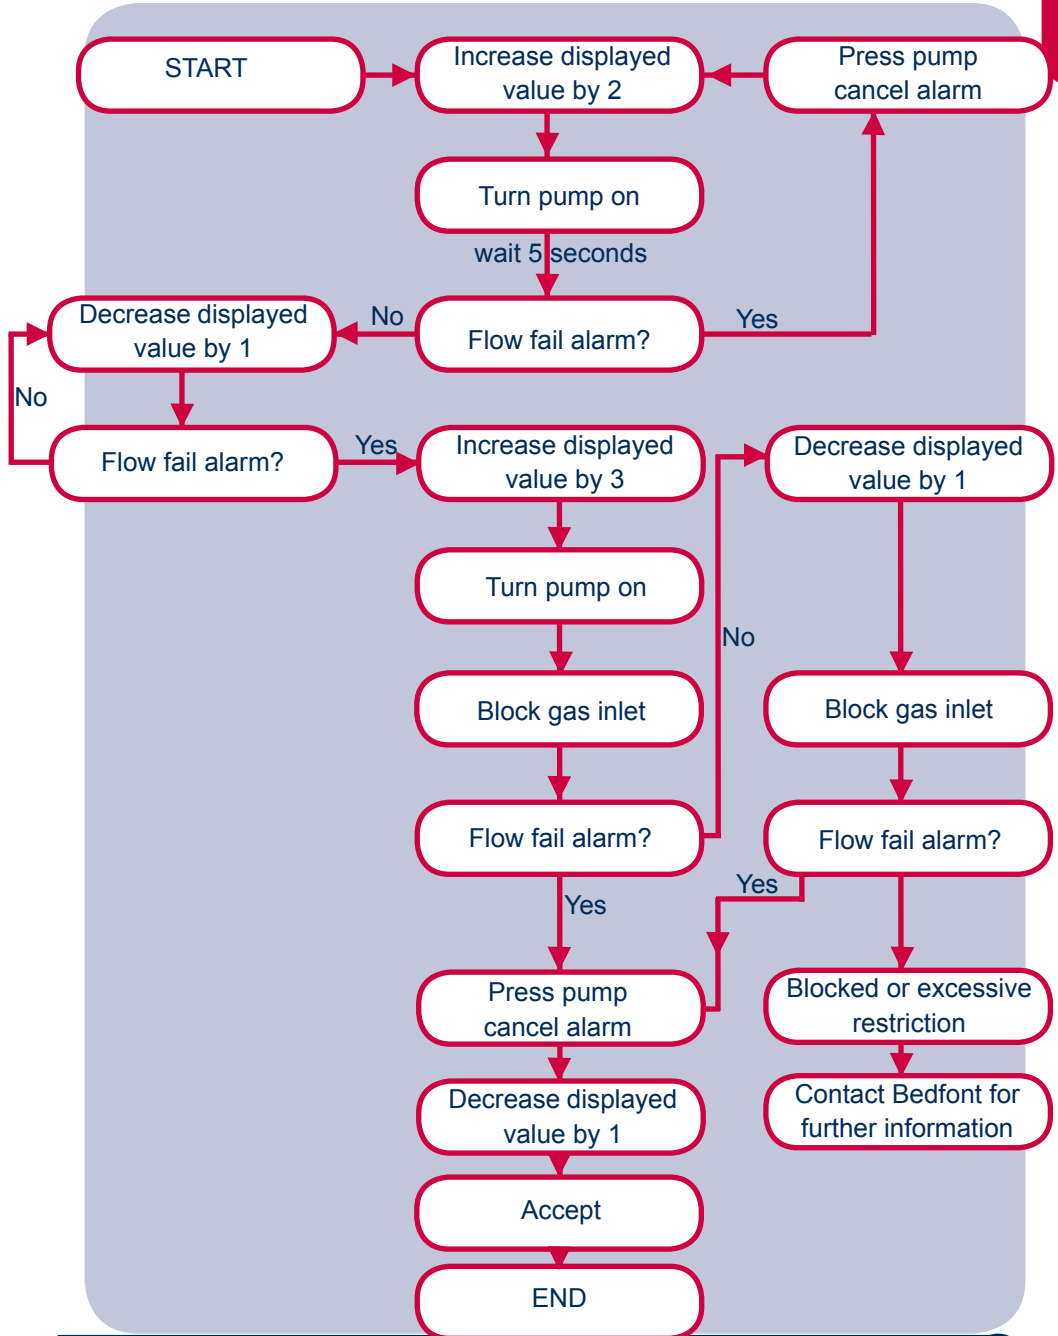 START
Increase displayed
value by 2
Press pump
cancel alarm
Turn pump on
wait 5 seconds
Decrease displayed
value by 1
No
Flow fail alarm?
Yes
No
Flow fail alarm?
Yes
Increase displayed
value by 3
Decrease displayed
value by 1
Turn pump on
No
Block gas inlet
Block gas inlet
Flow fail alarm?
Flow fail alarm?
Yes
Yes
Press pump
cancel alarm
Blocked or excessive
restriction
Decrease displayed
value by 1
Contact Bedfont for
further information
Accept
END